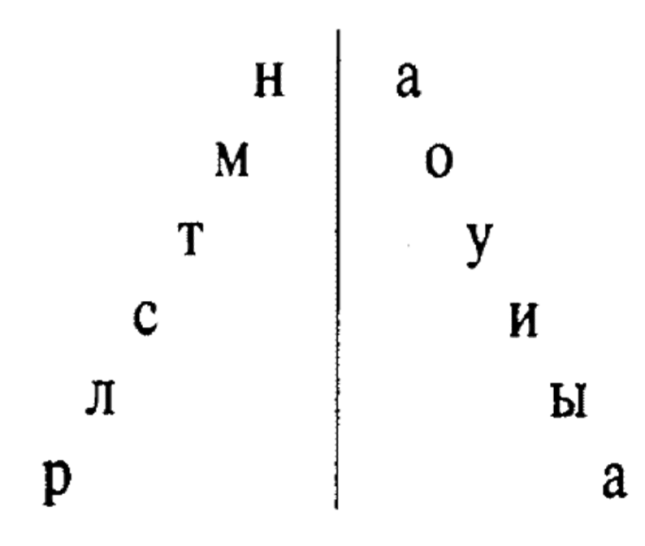 н а
м о
т у
с и
л ы
р а